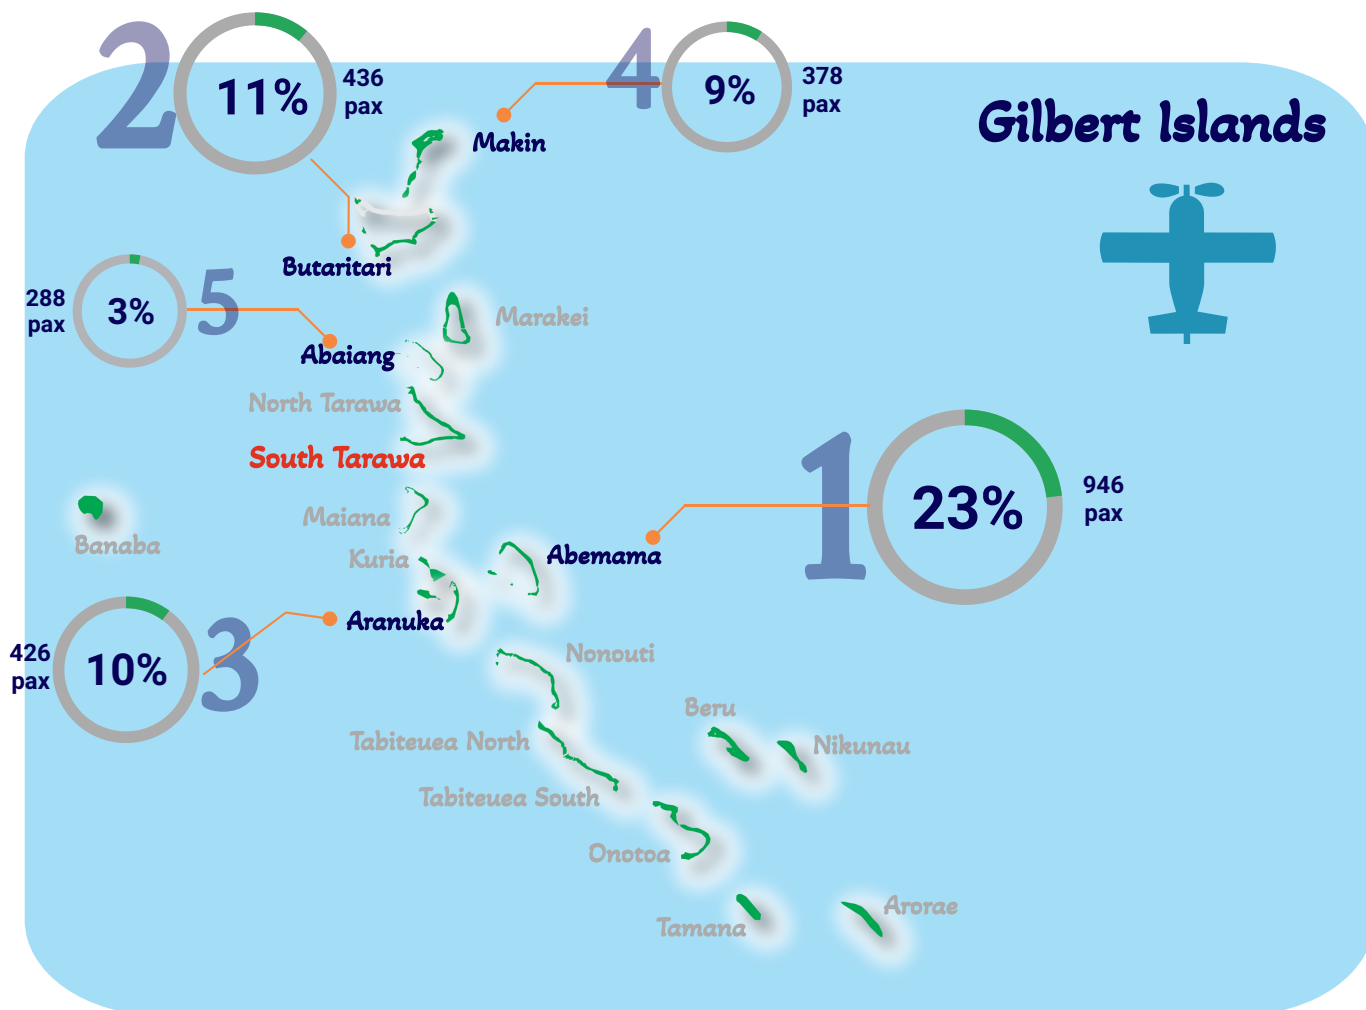 2
11%
436
pax
4
9%
378
pax
Gilbert Islands
Makin
Butaritari
288
pax
3%
5
Abaiang
Marakei
North Tarawa
South Tarawa
Banaba
Maiana
Kuria
Abemama
1
23%
946
pax
Aranuka
426
pax
10%
3
Nonouti
Beru
Nikunau
Tabiteuea North
Tabiteuea South
Onotoa
Tamana
Arorae